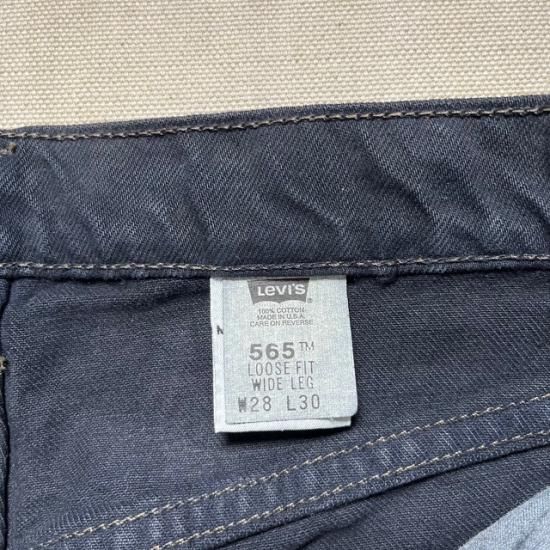 Levi's
100% COTTON
MADE IN U.S.A.
CARE ON REVERSE
565™
LOOSE FIT
WIDE LEG
W28 L30